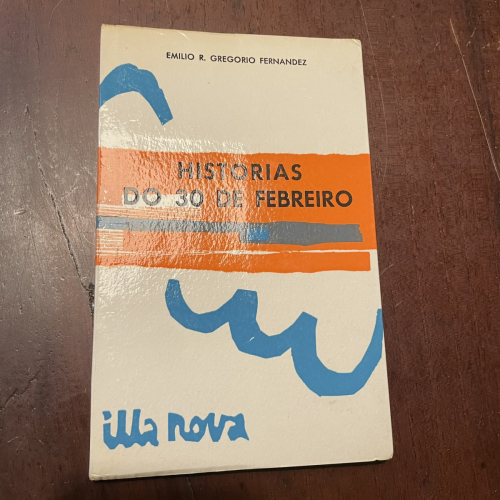 EMILIO R. GREGORIO FERNANDEZ
HISTORIAS
DO 30 DE FEBREIRO
illa nova